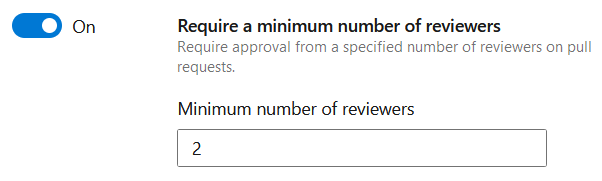 On
Require a minimum number of reviewers
Require approval from a specified number of reviewers on pull
requests.
Minimum number of reviewers
2